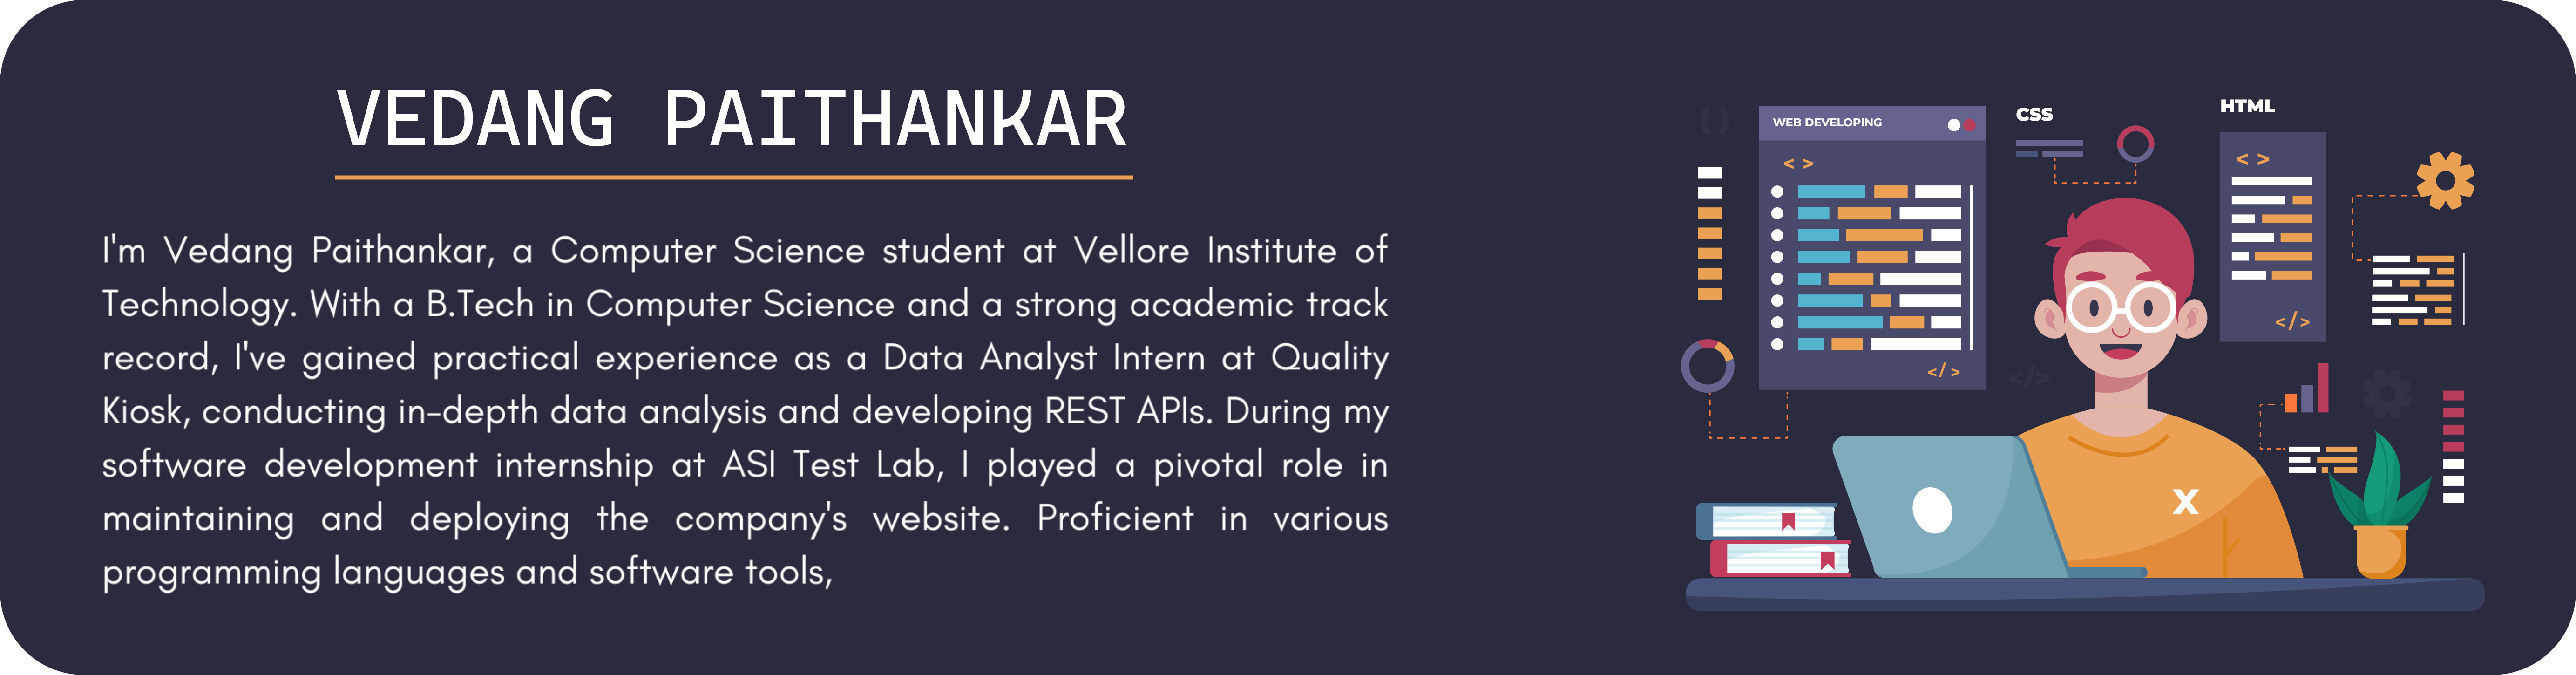 VEDANG PAITHANKAR
I'm Vedang Paithankar, a Computer Science student at Vellore Institute of
Technology. With a B.Tech in Computer Science and a strong academic track
record, I've gained practical experience as a Data Analyst Intern at Quality
Kiosk, conducting in-depth data analysis and developing REST APIs. During my
software development internship at ASI Test Lab, I played a pivotal role in
maintaining and deploying the company's website. Proficient in various
programming languages and software tools,
{}
WEB DEVELOPING
< >
</>
CSS
HTML
< >
</>
</>
X